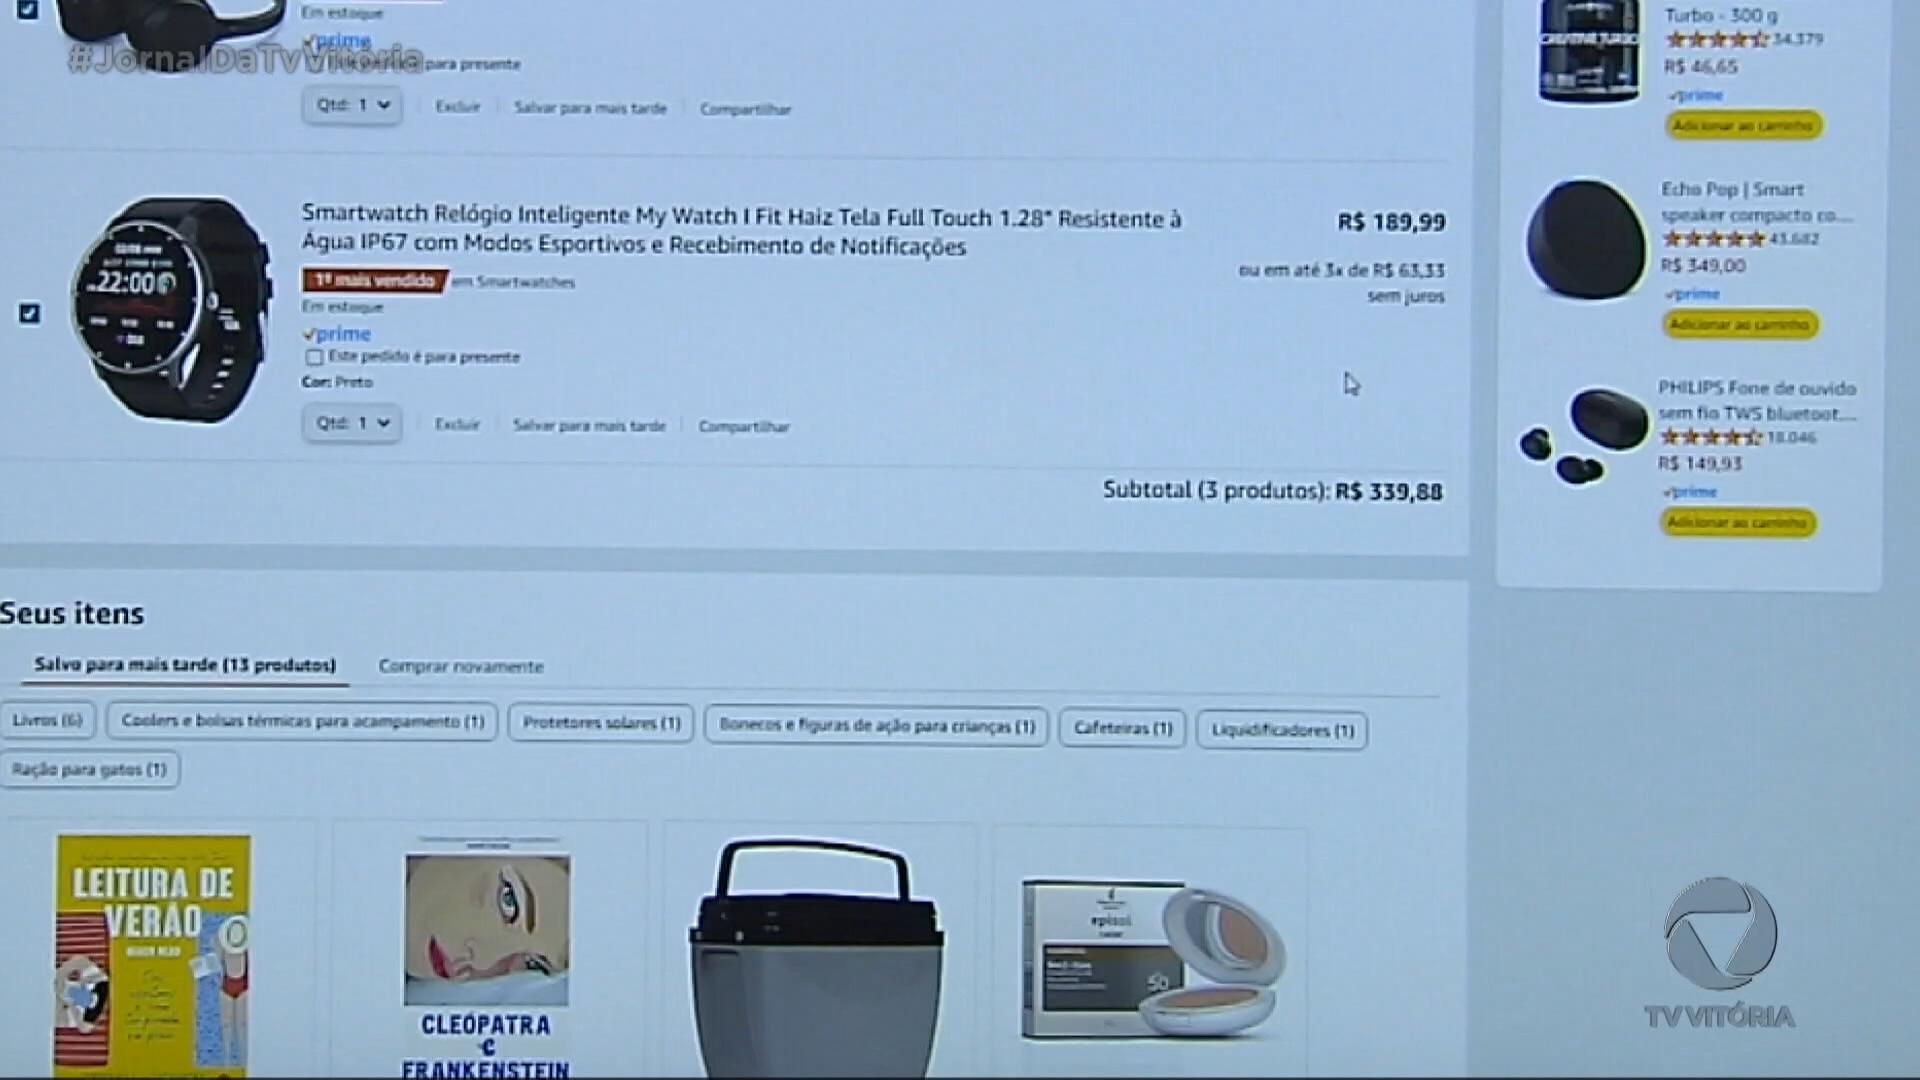 Em estoque
prime
#JornalDaTvVitória
para presente
Qtd: 1 Excluir Salvar para mais tarde Compartilhar
Smartwatch Relógio Inteligente My Watch I Fit Haiz Tela Full Touch 1.28" Resistente à
Água IP67 com Modos Esportivos e Recebimento de Notificações
R$ 189,99
ou em até 3x de R$ 63,33
sem juros
1º mais vendido em Smartwatches
Em estoque
prime
Este pedido é para presente
Cor: Preto
Qtd: 1 Excluir Salvar para mais tarde Compartilhar
22:00
Subtotal (3 produtos): R$ 339,88
Turbo - 300 g
34.379
R$ 46,65
prime
Adicionar ao carrinho
Echo Pop | Smart
speaker compacto co...
43.682
R$ 349,00
prime
Adicionar ao carrinho
PHILIPS Fone de ouvido
sem fio TWS bluetoot...
18.046
R$ 149,93
prime
Adicionar ao carrinho
Seus itens
Salvo para mais tarde (13 produtos) Comprar novamente
Livros (6) Coolers e bolsas térmicas para acampamento (1) Protetores solares (1) Bonecos e figuras de ação para crianças (1) Cafeteiras (1) Liquidificadores (1)
Ração para gatos (1)
LEITURA DE
VERÃO
CLEÓPATRA
e
FRANKENSTEIN
episol
50
TV VITÓRIA